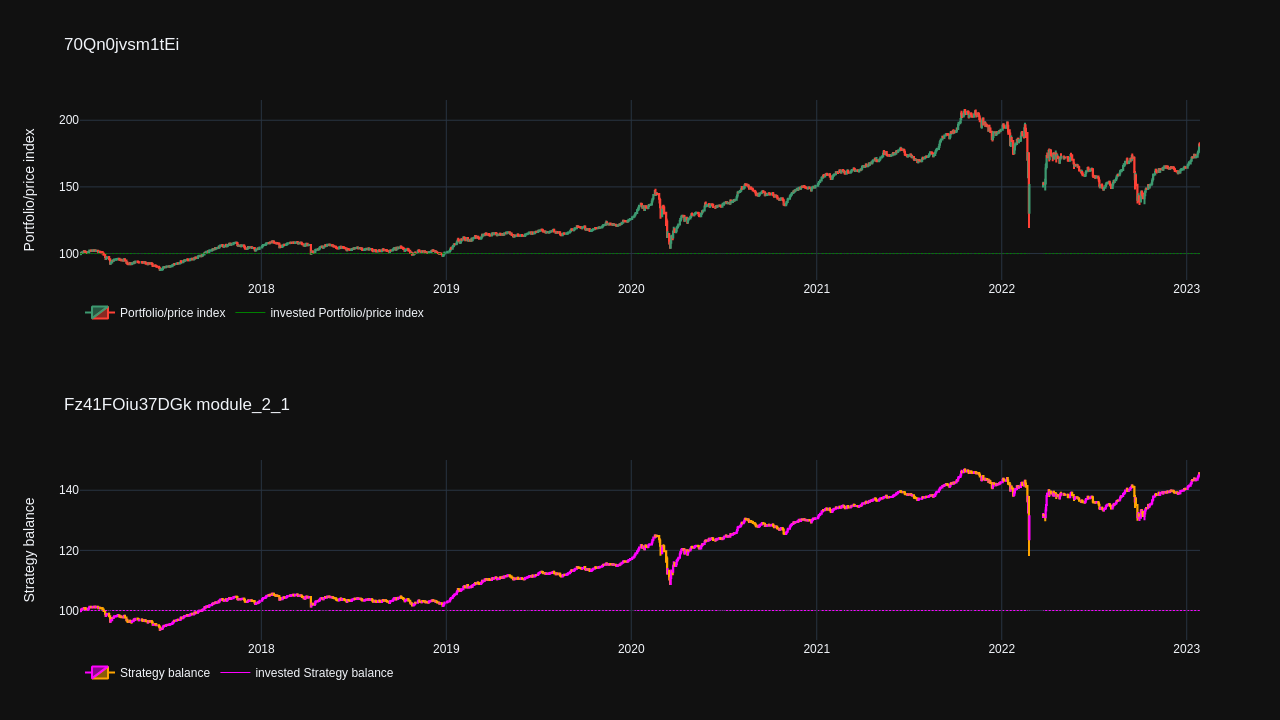 70Qn0jvsm1tEi
Portfolio/price index
200
150
100
2018 2019 2020 2021 2022 2023
Portfolio/price index invested Portfolio/price index
Fz41FOiu37DGk module_2_1
Strategy balance
140
120
100
2018 2019 2020 2021 2022 2023
Strategy balance invested Strategy balance